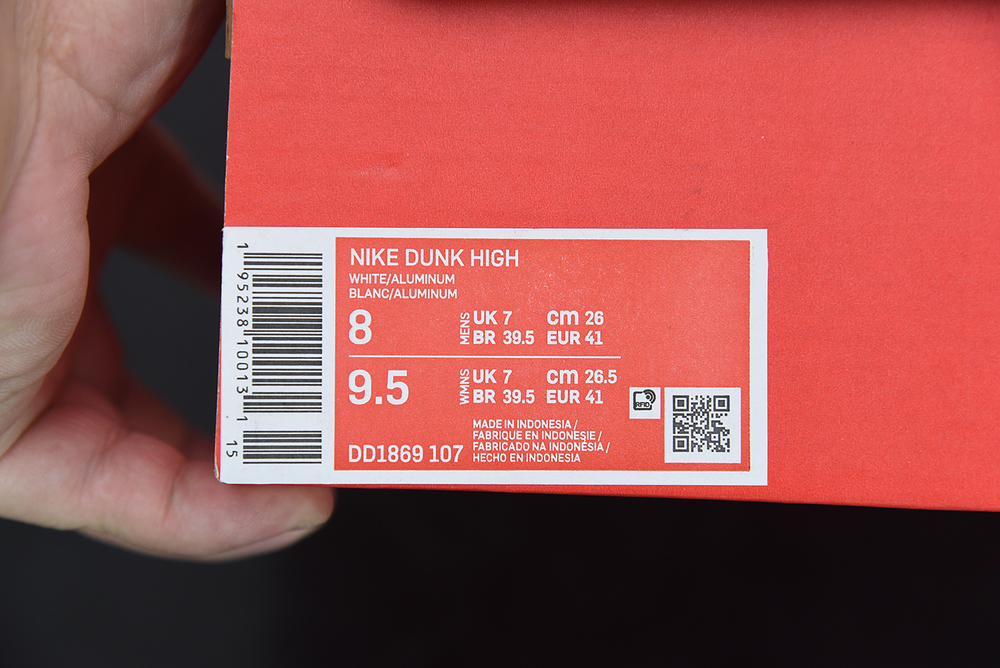 NIKE DUNK HIGH
WHITE/ALUMINUM
BLANC/ALUMINUM
8 MENS UK 7 cm 26
BR 39.5 EUR 41
9.5 WMNS UK 7 cm 26.5
BR 39.5 EUR 41
MADE IN INDONESIA /
FABRIQUE EN INDONESIE /
FABRICADO NA INDONÉSIA /
HECHO EN INDONESIA
DD1869 107
RFID
1 95238 10013 1 15